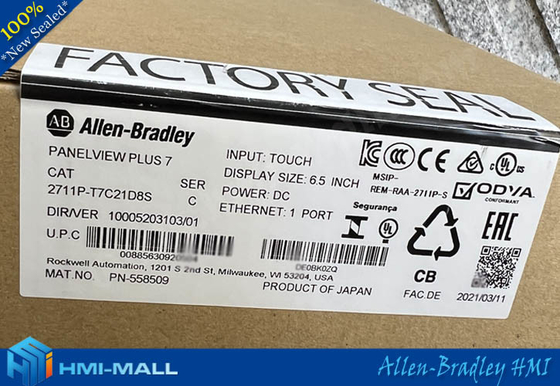 100%
*New Sealed*
FACTORY SEAL
AB Allen-Bradley
PANELVIEW PLUS 7
CAT
2711P-T7C21D8S
SER
C
DIR/VER 10005203103/01
U.P.C
00885630920
INPUT: TOUCH
DISPLAY SIZE: 6.5 INCH
POWER: DC
ETHERNET: 1 PORT
DE0BK0ZQ
Rockwell Automation, 1201 S 2nd St, Milwaukee, WI 53204, USA
MAT.NO. PN-558509
PRODUCT OF JAPAN
MSIP-
REM-RAA-2711P-S
ODVA
CONFORMANT
Segurança
UL
EAC
CB
FAC.DE 2021/03/11
HMI-MALL
Allen-Bradley HMI